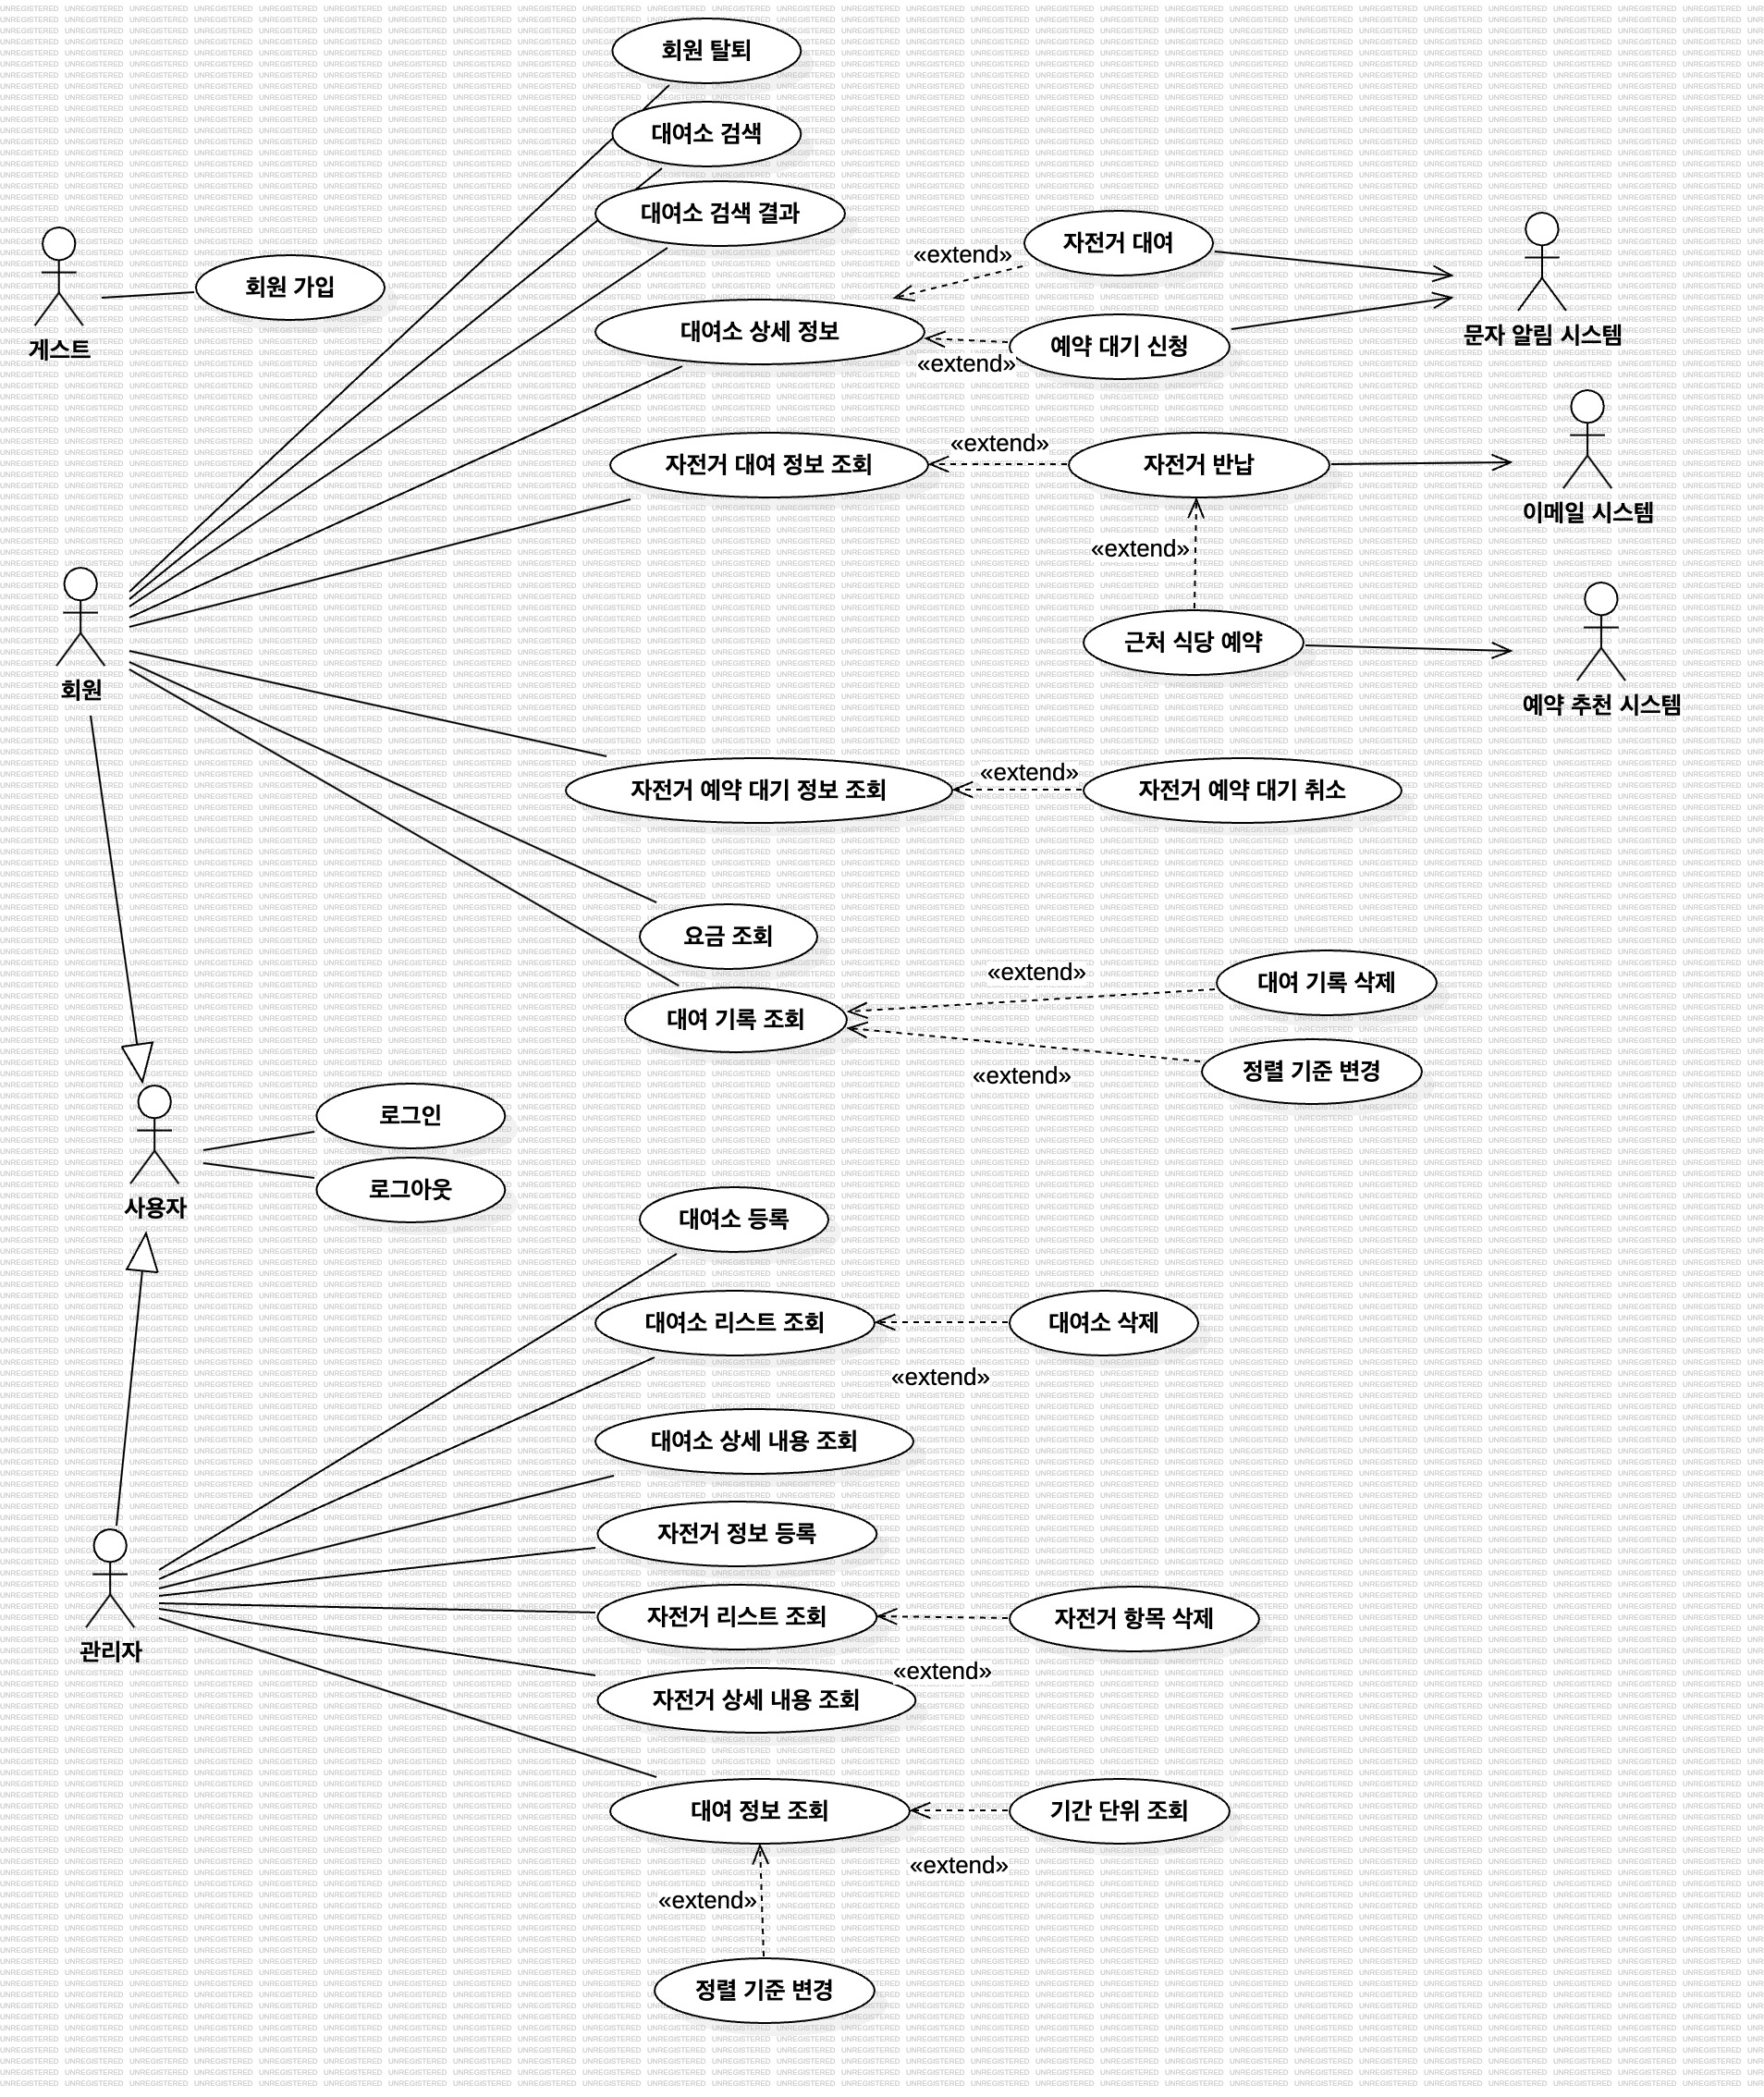 회원 탈퇴
대여소 검색
대여소 검색 결과
게스트
회원 가입
«extend»
자전거 대여
문자 알림 시스템
대여소 상세 정보
«extend»
예약 대기 신청
이메일 시스템
자전거 대여 정보 조회
«extend»
자전거 반납
«extend»
근처 식당 예약
예약 추천 시스템
회원
자전거 예약 대기 정보 조회
«extend»
자전거 예약 대기 취소
요금 조회
대여 기록 조회
«extend»
대여 기록 삭제
«extend»
정렬 기준 변경
사용자
로그인
로그아웃
대여소 등록
대여소 리스트 조회
대여소 삭제
«extend»
대여소 상세 내용 조회
자전거 정보 등록
관리자
자전거 리스트 조회
자전거 항목 삭제
«extend»
자전거 상세 내용 조회
대여 정보 조회
기간 단위 조회
«extend»
«extend»
정렬 기준 변경
UNREGISTERED